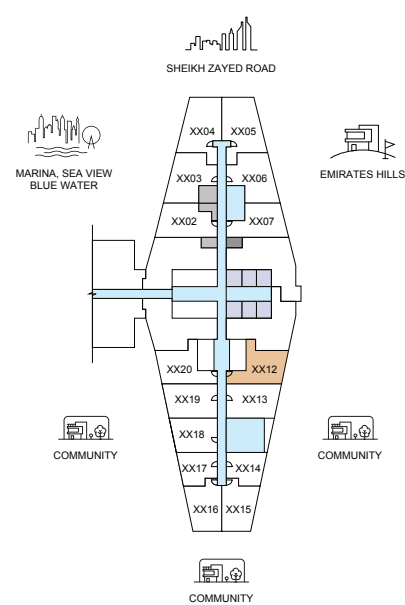 SHEIKH ZAYED ROAD
MARINA, SEA VIEW
BLUE WATER
EMIRATES HILLS
XX04
XX05
XX03
XX06
XX02
XX07
XX20
XX12
XX19
XX13
XX18
XX17
XX14
XX16
XX15
COMMUNITY
COMMUNITY
COMMUNITY